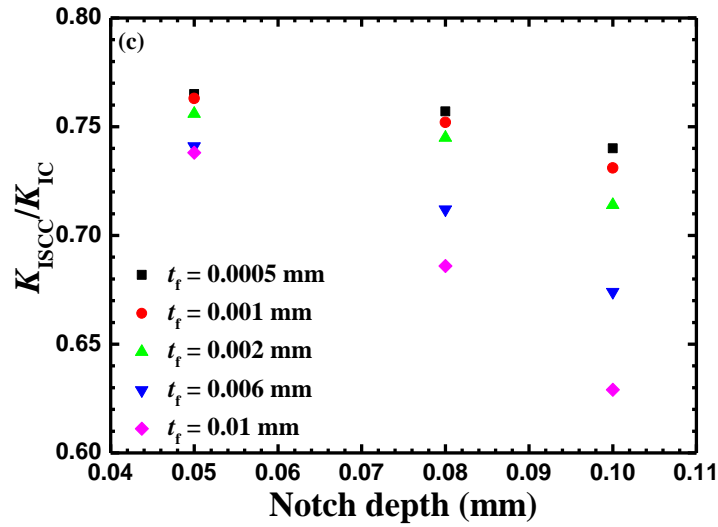 0.80
(c)
0.75
0.70
0.65
0.60
K_ISCC/K_IC
t_f = 0.0005 mm
t_f = 0.001 mm
t_f = 0.002 mm
t_f = 0.006 mm
t_f = 0.01 mm
0.04 0.05 0.06 0.07 0.08 0.09 0.10 0.11
Notch depth (mm)